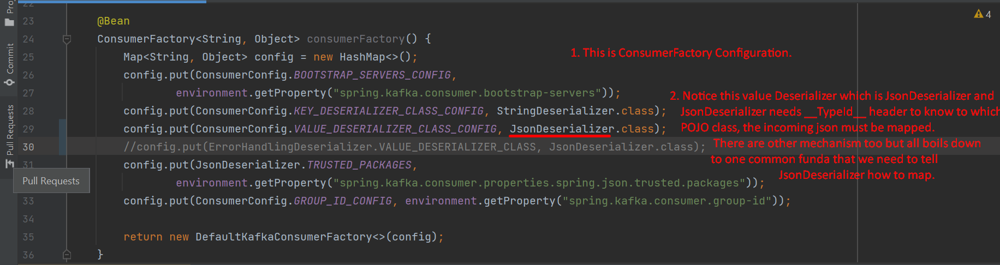 22
23 @Bean
24 ConsumerFactory<String, Object> consumerFactory() {
25 Map<String, Object> config = new HashMap<>();
1. This is ConsumerFactory Configuration.
26 config.put(ConsumerConfig.BOOTSTRAP_SERVERS_CONFIG,
27 environment.getProperty("spring.kafka.consumer.bootstrap-servers"));
2. Notice this value Deserializer which is JsonDeserializer and
28 config.put(ConsumerConfig.KEY_DESERIALIZER_CLASS_CONFIG, StringDeserializer.class);
JsonDeserializer needs __TypeId__ header to know to which
29 config.put(ConsumerConfig.VALUE_DESERIALIZER_CLASS_CONFIG, JsonDeserializer.class);
POJO class, the incoming json must be mapped.
30 //config.put(ErrorHandlingDeserializer.VALUE_DESERIALIZER_CLASS, JsonDeserializer.class);
There are other mechanism too but all boils down
31 config.put(JsonDeserializer.TRUSTED_PACKAGES,
to one common funda that we need to tell
environment.getProperty("spring.kafka.consumer.properties.spring.json.trusted.packages"));
JsonDeserializer how to map.
33 config.put(ConsumerConfig.GROUP_ID_CONFIG, environment.getProperty("spring.kafka.consumer.group-id"));
34
35 return new DefaultKafkaConsumerFactory<>(config);
36 }
4
Commit
Pull Requests
Pull Requests